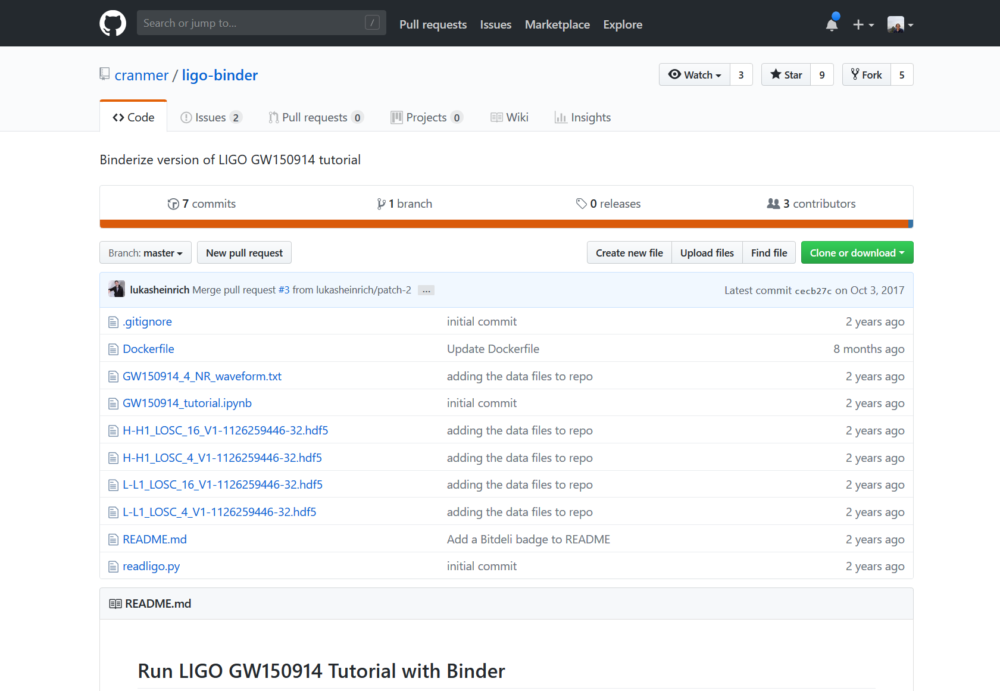 Search or jump to... / Pull requests Issues Marketplace Explore
cranmer / ligo-binder Watch 3 Star 9 Fork 5
Code Issues 2 Pull requests 0 Projects 0 Wiki Insights
Binderize version of LIGO GW150914 tutorial
7 commits 1 branch 0 releases 3 contributors
Branch: master New pull request Create new file Upload files Find file Clone or download
lukasheinrich Merge pull request #3 from lukasheinrich/patch-2 ... Latest commit cecb27c on Oct 3, 2017
.gitignore initial commit 2 years ago
Dockerfile Update Dockerfile 8 months ago
GW150914_4_NR_waveform.txt adding the data files to repo 2 years ago
GW150914_tutorial.ipynb initial commit 2 years ago
H-H1_LOSC_16_V1-1126259446-32.hdf5 adding the data files to repo 2 years ago
H-H1_LOSC_4_V1-1126259446-32.hdf5 adding the data files to repo 2 years ago
L-L1_LOSC_16_V1-1126259446-32.hdf5 adding the data files to repo 2 years ago
L-L1_LOSC_4_V1-1126259446-32.hdf5 adding the data files to repo 2 years ago
README.md Add a Bitdeli badge to README 2 years ago
readligo.py initial commit 2 years ago
README.md
Run LIGO GW150914 Tutorial with Binder